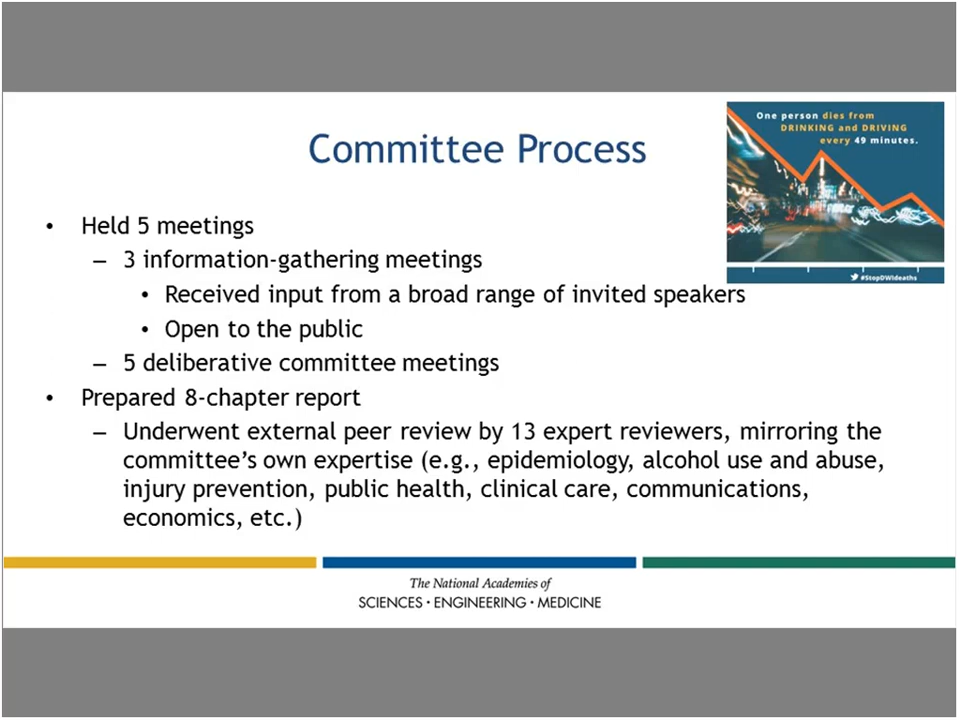 Committee Process
One person dies from
DRINKING and DRIVING
every 49 minutes.
#StopDWIdeaths
• Held 5 meetings
– 3 information-gathering meetings
• Received input from a broad range of invited speakers
• Open to the public
– 5 deliberative committee meetings
• Prepared 8-chapter report
– Underwent external peer review by 13 expert reviewers, mirroring the
committee's own expertise (e.g., epidemiology, alcohol use and abuse,
injury prevention, public health, clinical care, communications,
economics, etc.)
The National Academies of
SCIENCES · ENGINEERING · MEDICINE